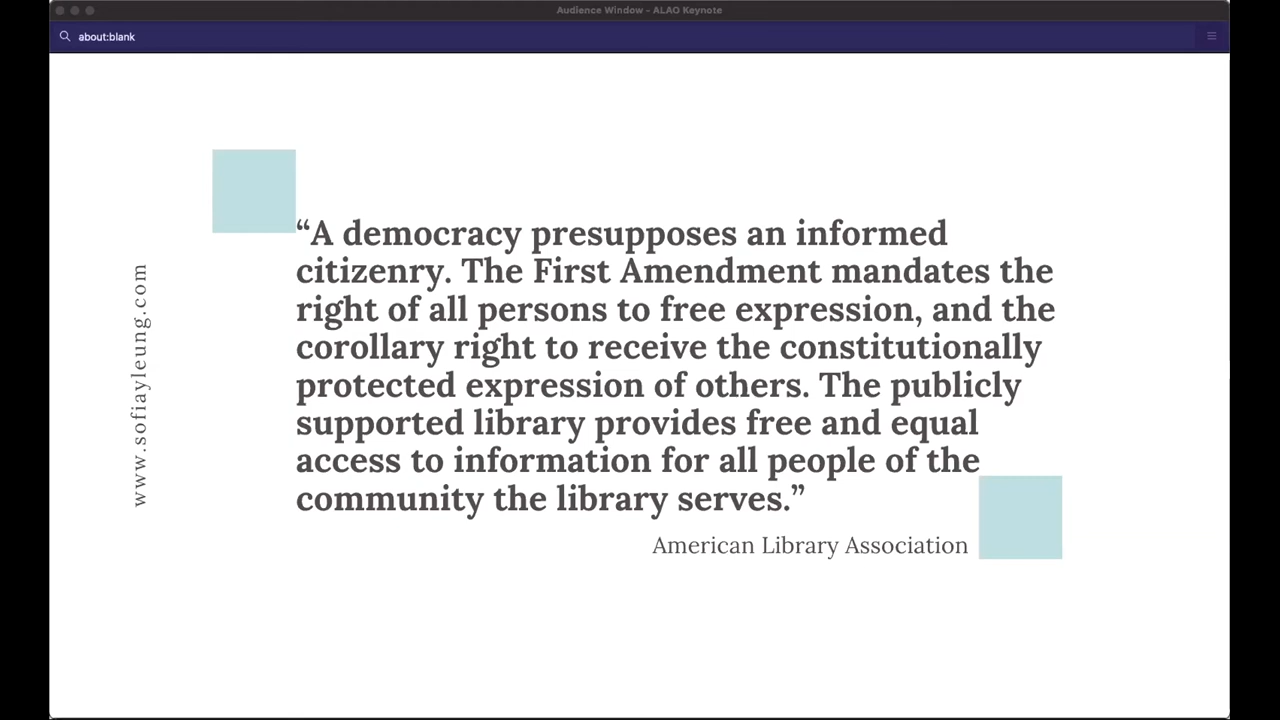 Audience Window - ALAO Keynote
about:blank
www.sofiayleung.com
“A democracy presupposes an informed
citizenry. The First Amendment mandates the
right of all persons to free expression, and the
corollary right to receive the constitutionally
protected expression of others. The publicly
supported library provides free and equal
access to information for all people of the
community the library serves.”
American Library Association